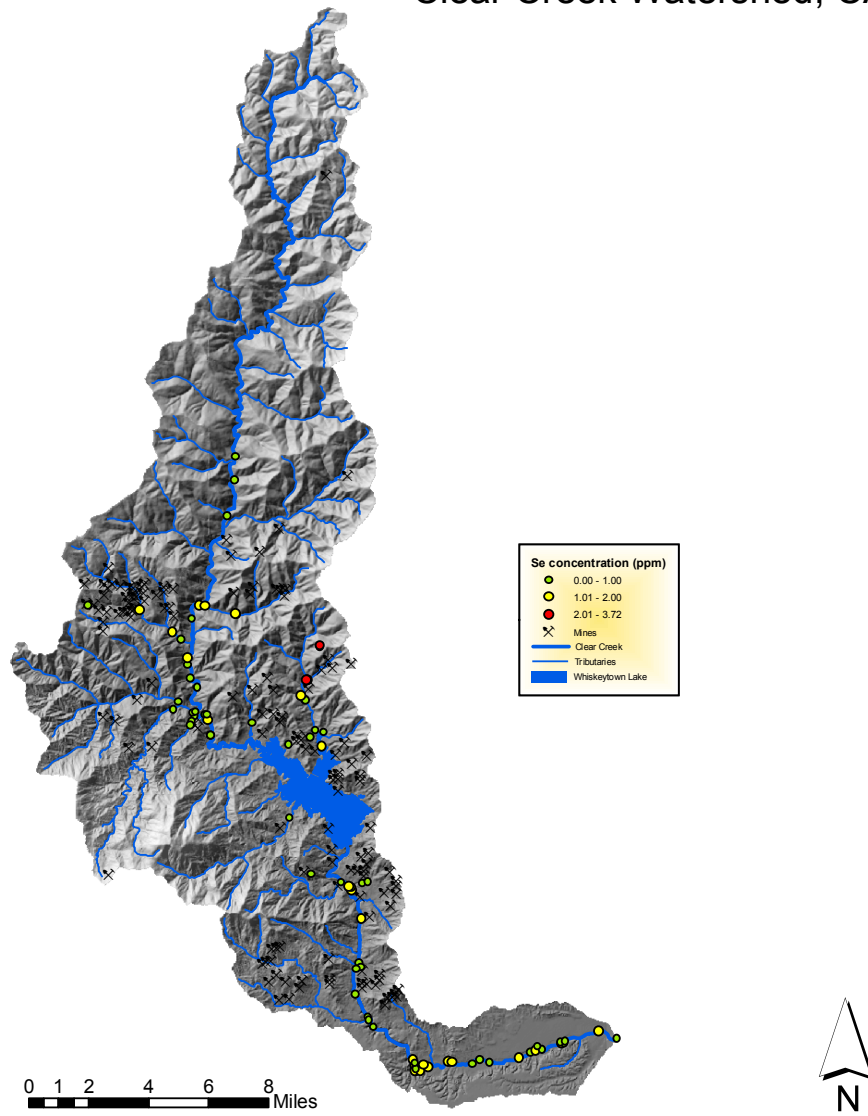 Clear Creek Watershed, CA
Se concentration (ppm)
0.00 - 1.00
1.01 - 2.00
2.01 - 3.72
Mines
Clear Creek
Tributaries
Whiskeytown Lake
0 1 2 4 6 8
Miles
N